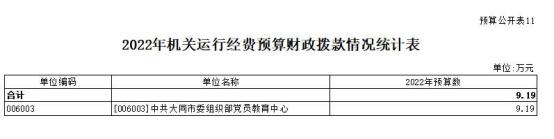 预算公开表11
2022年机关运行经费预算财政拨款情况统计表
单位:万元
单位编码 单位名称 2022年预算数
合计 9.19
006003 [006003]中共大同市委组织部党员教育中心 9.19